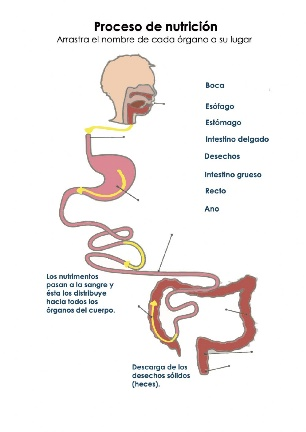 Proceso de nutrición
Arrastra el nombre de cada órgano a su lugar
Boca
Esófago
Estómago
Intestino delgado
Desechos
Intestino grueso
Recto
Ano
Los nutrimentos
pasan a la sangre y
ésta los distribuye
hacia todos los
órganos del cuerpo.
Descarga de los
desechos sólidos
(heces).